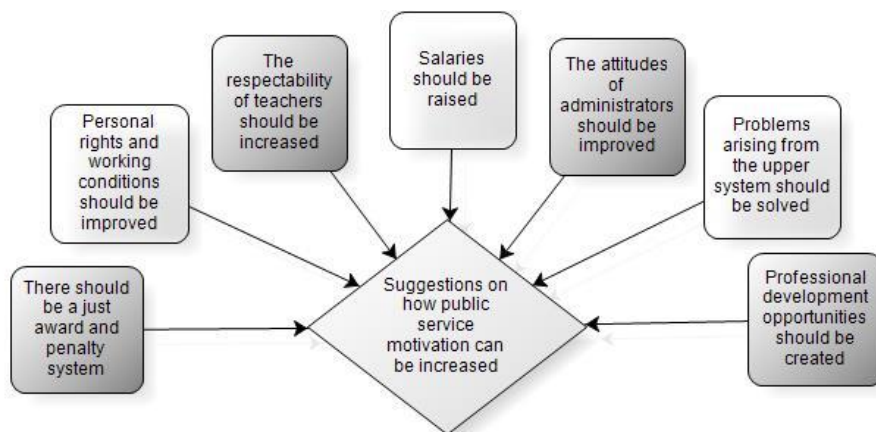 There should
be a just
award and
penalty
system
Personal
rights and
working
conditions
should be
improved
The
respectability
of teachers
should be
increased
Salaries
should be
raised
The attitudes
of
administrators
should be
improved
Problems
arising from
the upper
system should
be solved
Professional
development
opportunities
should be
created
Suggestions on
how public
service
motivation can
be increased